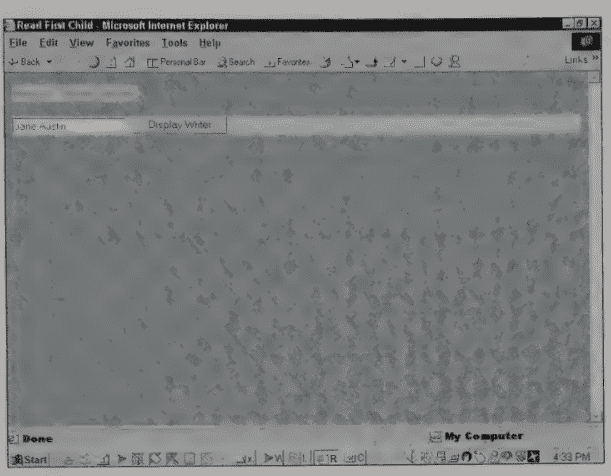 Read First Child - Microsoft Internet Explorer
File Edit View Favorites Tools Help
Back Personal Bar Search Favorites Links »
Jane Austin Display Writer
Done My Computer
Start 4:33 PM